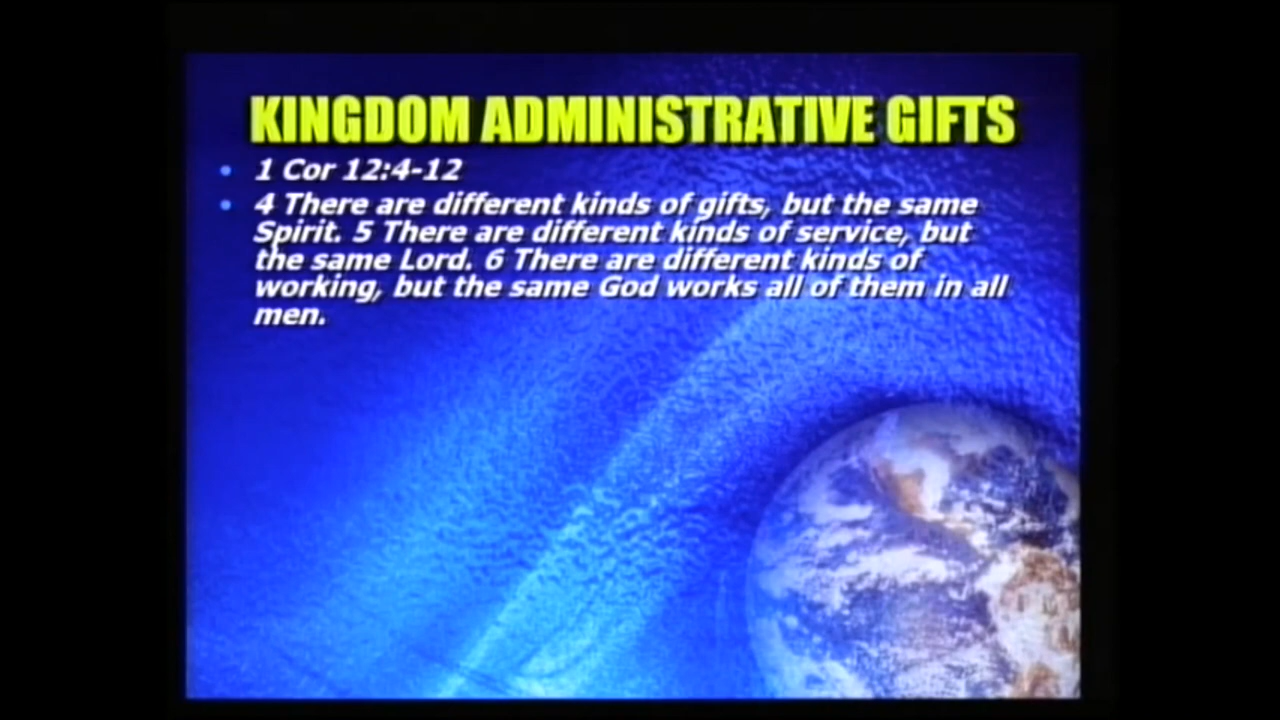 KINGDOM ADMINISTRATIVE GIFTS
• 1 Cor 12:4-12
• 4 There are different kinds of gifts, but the same
Spirit. 5 There are different kinds of service, but
the same Lord. 6 There are different kinds of
working, but the same God works all of them in all
men.